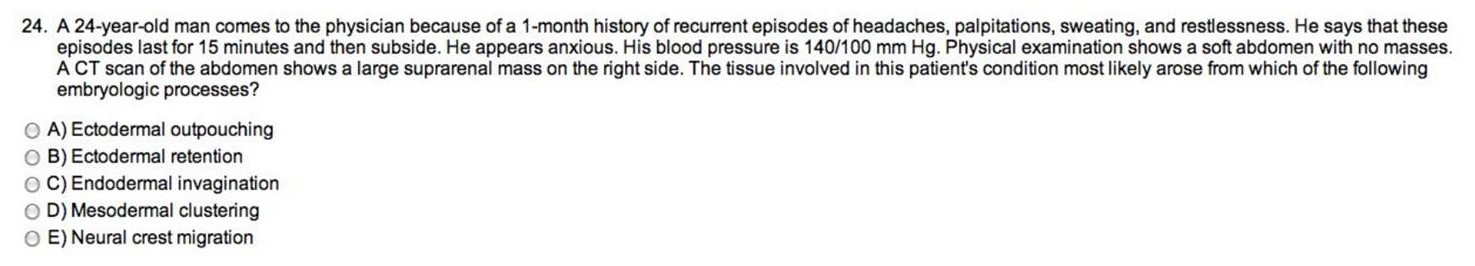 24. A 24-year-old man comes to the physician because of a 1-month history of recurrent episodes of headaches, palpitations, sweating, and restlessness. He says that these
episodes last for 15 minutes and then subside. He appears anxious. His blood pressure is 140/100 mm Hg. Physical examination shows a soft abdomen with no masses.
A CT scan of the abdomen shows a large suprarenal mass on the right side. The tissue involved in this patient's condition most likely arose from which of the following
embryologic processes?
A) Ectodermal outpouching
B) Ectodermal retention
C) Endodermal invagination
D) Mesodermal clustering
E) Neural crest migration